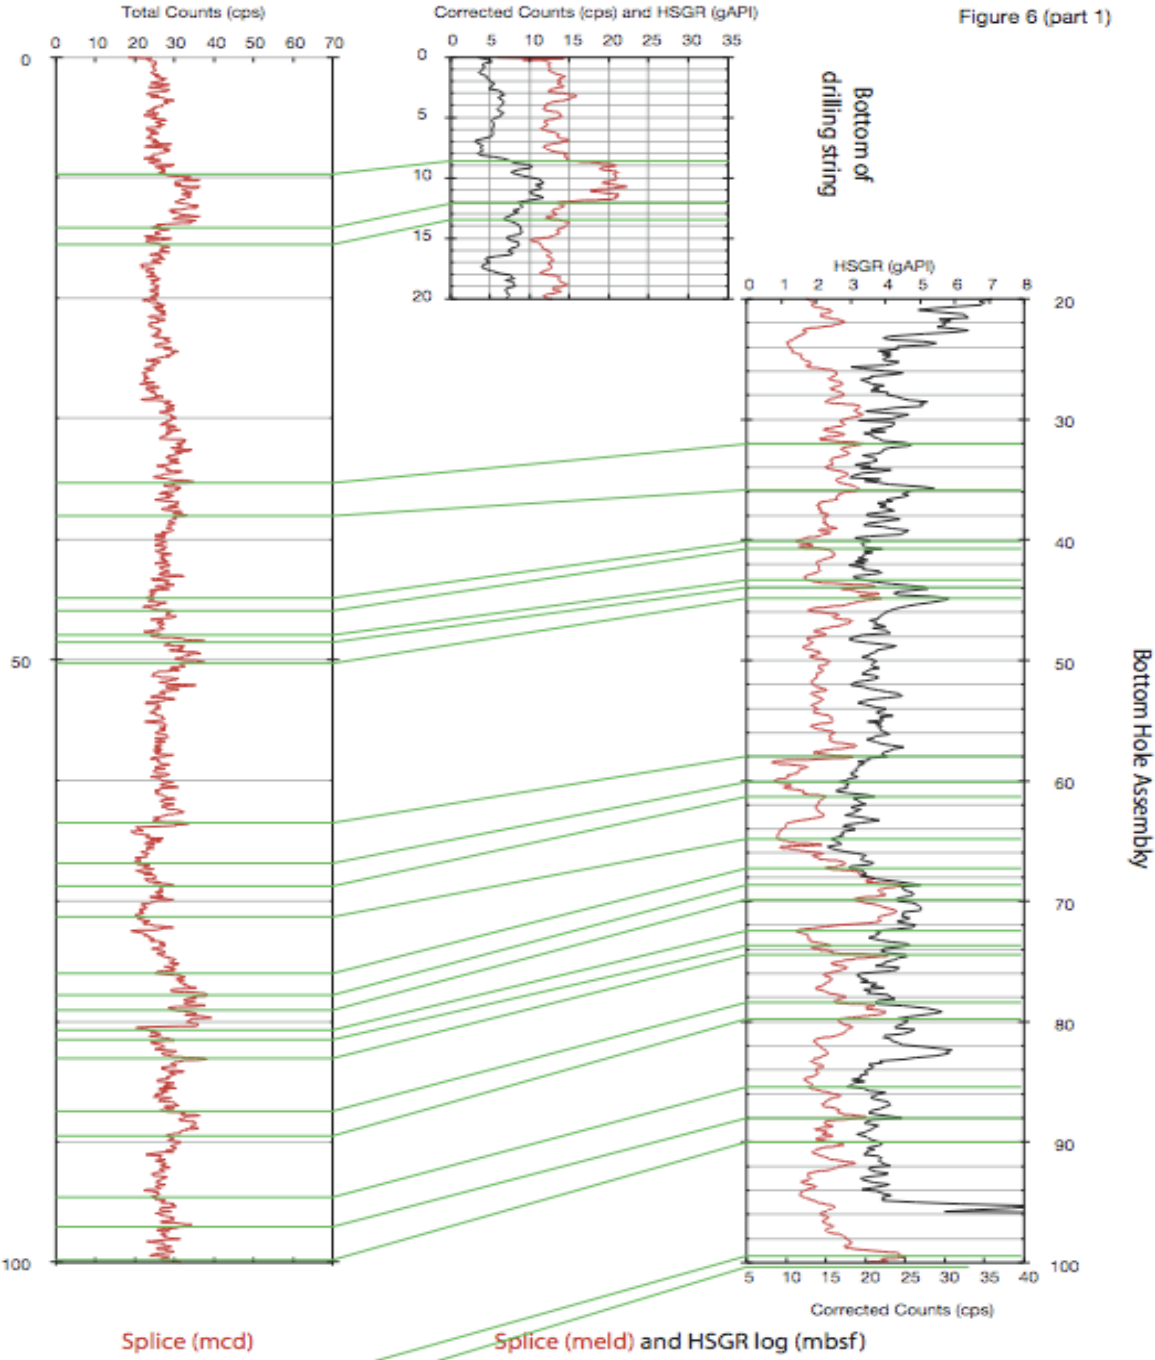 Total Counts (cps)
Corrected Counts (cps) and HSGR (gAPI)
Figure 6 (part 1)
0 10 20 30 40 50 60 70
0 5 10 15 20 25 30 35
0
0
5
10
15
20
Bottom of
drilling string
HSGR (gAPI)
0 1 2 3 4 5 6 7 8
20
30
40
50
50
60
70
80
90
100
100
Bottom Hole Assembky
5 10 15 20 25 30 35 40
Corrected Counts (cps)
Splice (mcd)
Splice (meld) and HSGR log (mbsf)